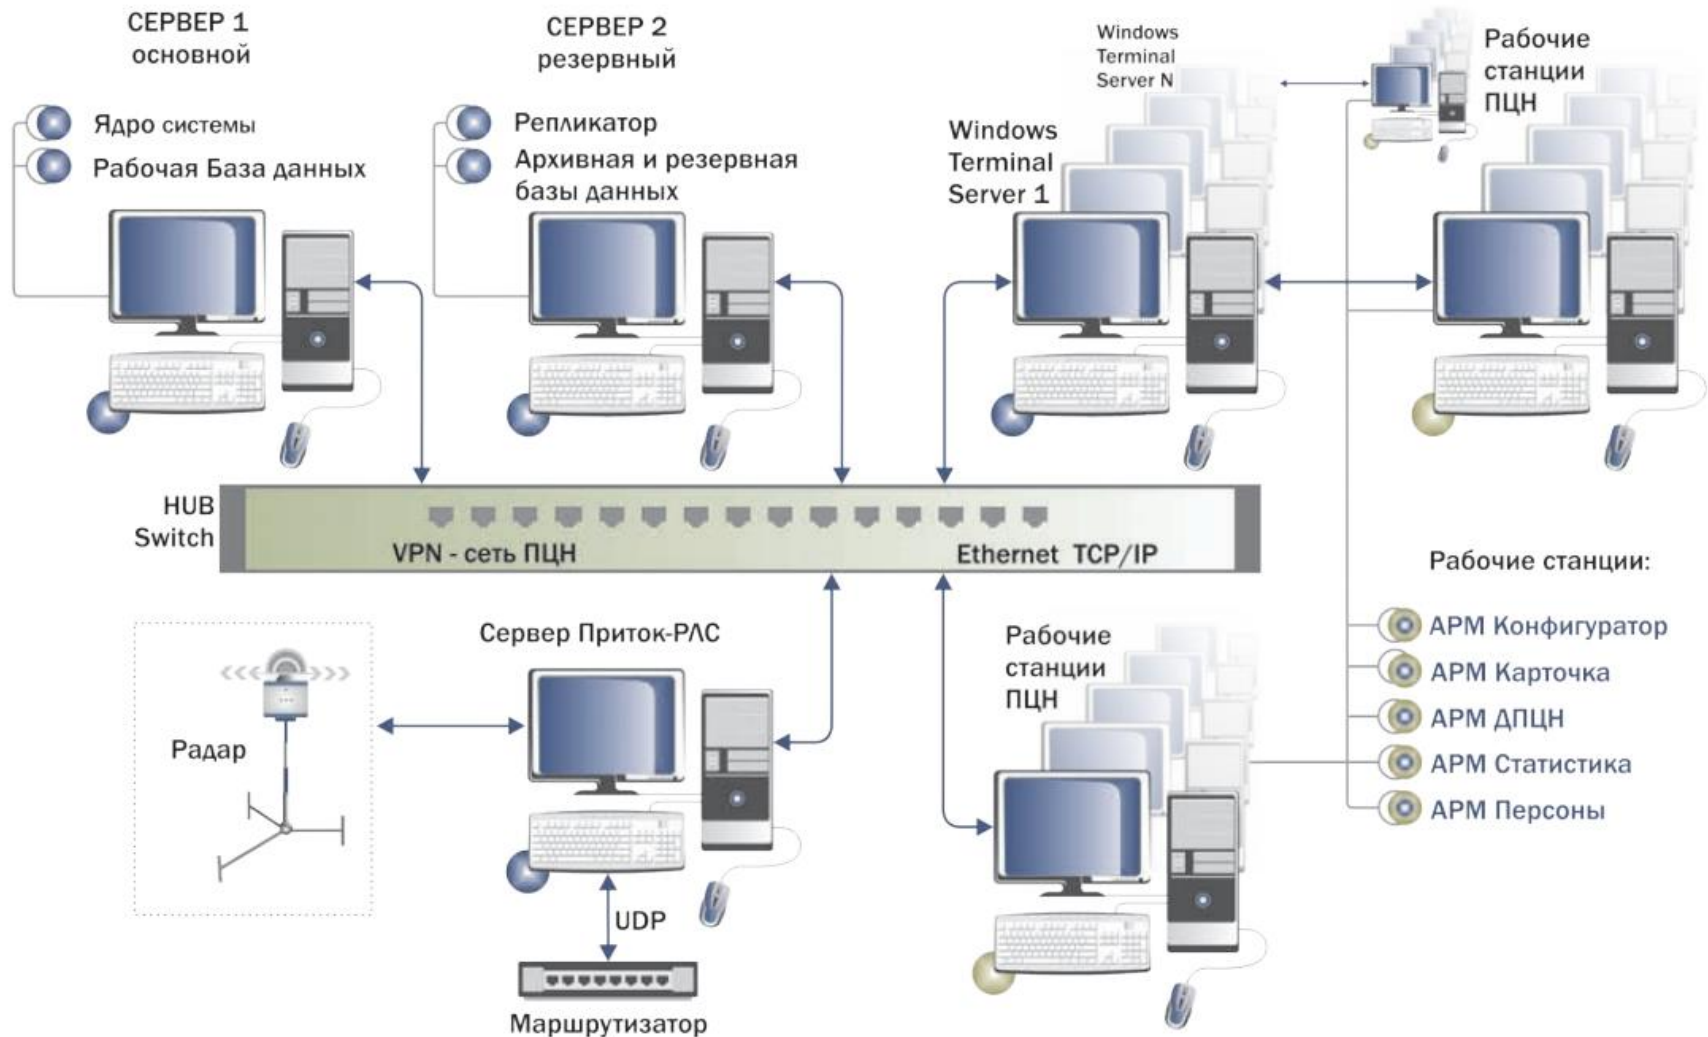 СЕРВЕР 1
основной
Ядро системы
Рабочая База данных
СЕРВЕР 2
резервный
Репликатор
Архивная и резервная
базы данных
Windows
Terminal
Server 1
Windows
Terminal
Server N
Рабочие
станции
ПЦН
HUB
Switch
VPN - сеть ПЦН
Ethernet TCP/IP
Радар
Сервер Приток-РЛС
UDP
Маршрутизатор
Рабочие
станции
ПЦН
Рабочие станции:
АРМ Конфигуратор
АРМ Карточка
АРМ ДПЦН
АРМ Статистика
АРМ Персоны